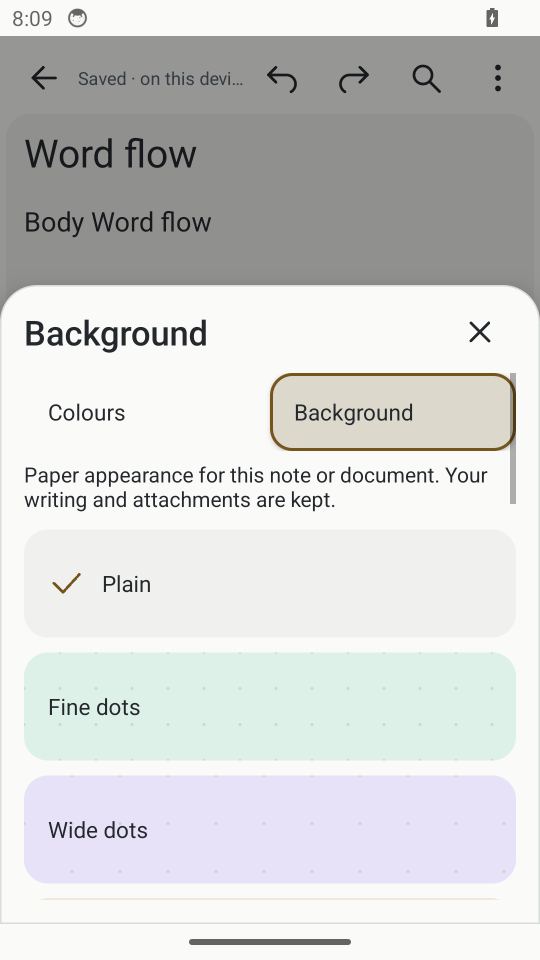 8:09
Saved · on this devi…
Word flow
Body Word flow
Background
Colours
Background
Paper appearance for this note or document. Your
writing and attachments are kept.
Plain
Fine dots
Wide dots